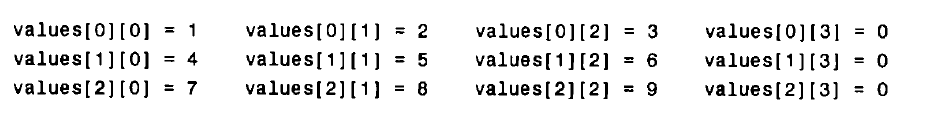 values[0][0] = 1 values[0][1] = 2 values[0][2] = 3 values[0][3] = 0
values[1][0] = 4 values[1][1] = 5 values[1][2] = 6 values[1][3] = 0
values[2][0] = 7 values[2][1] = 8 values[2][2] = 9 values[2][3] = 0